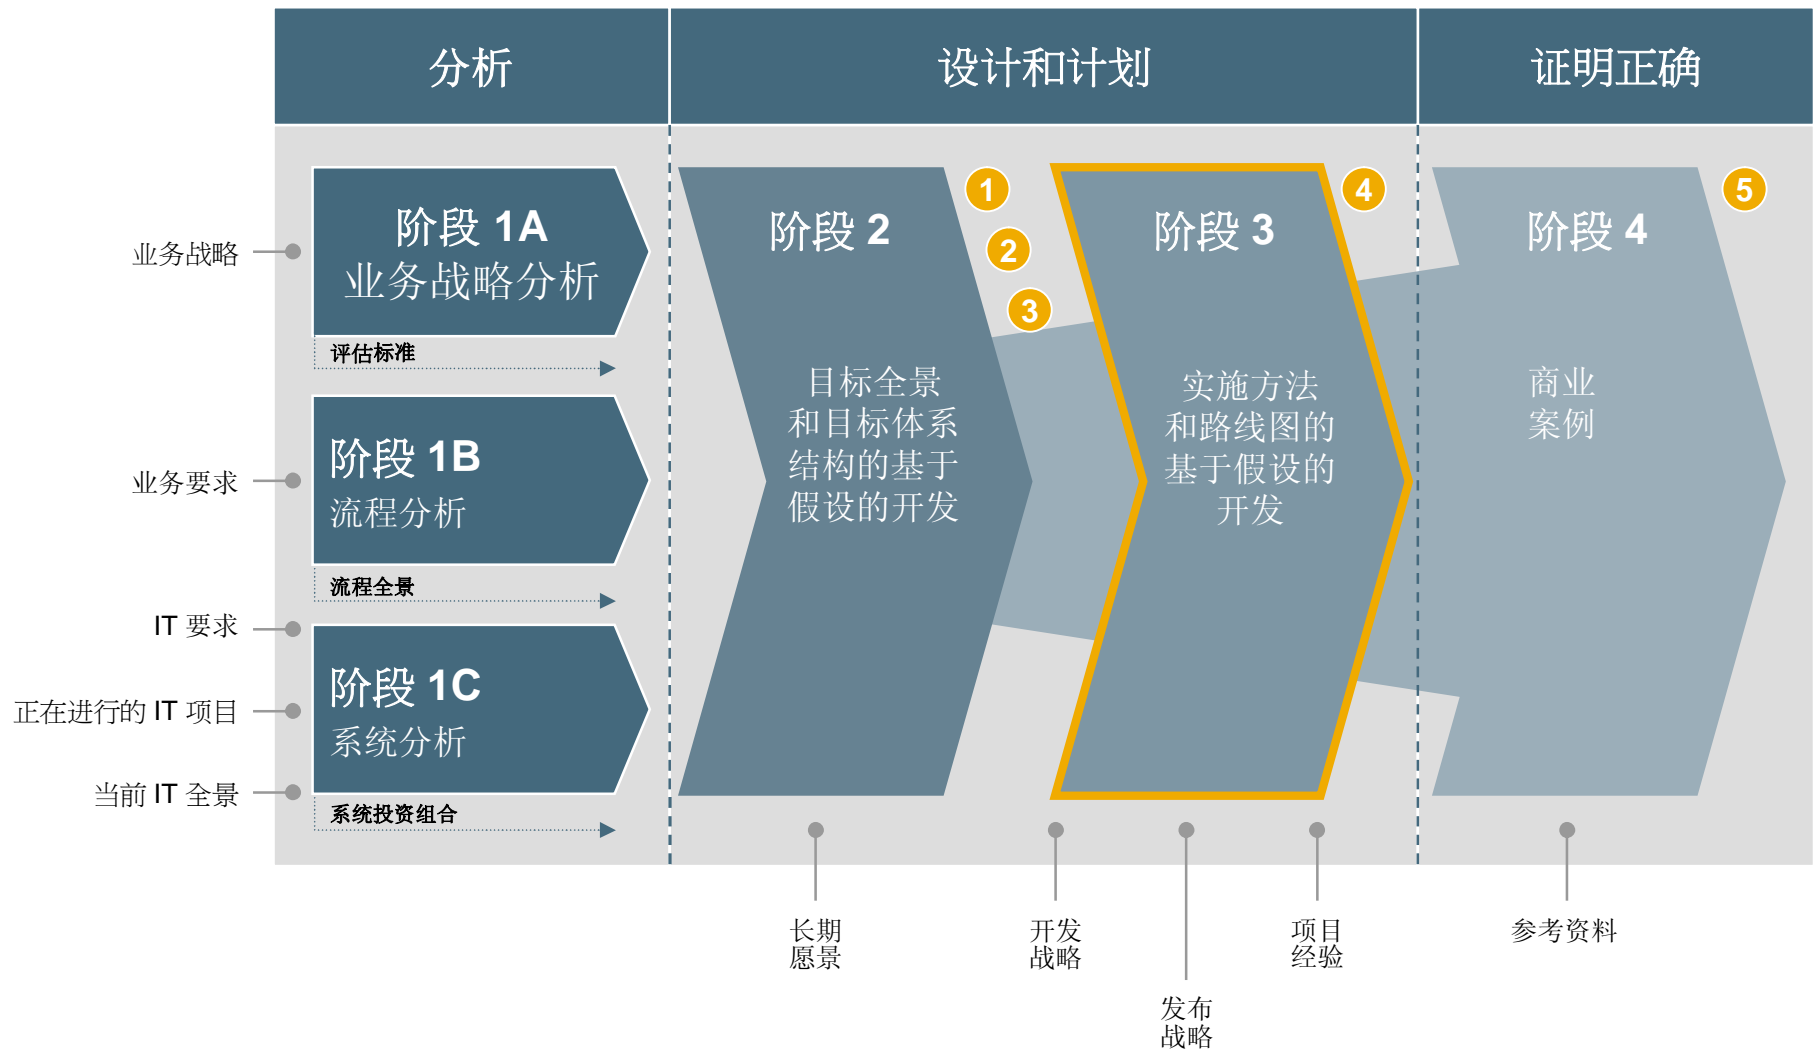 分析
设计和计划
证明正确
业务战略
阶段 1A
业务战略分析
评估标准
业务要求
阶段 1B
流程分析
流程全景
IT 要求
正在进行的 IT 项目
当前 IT 全景
阶段 1C
系统分析
系统投资组合
阶段 2
目标全景
和目标体系
结构的基于
假设的开发
1
2
3
阶段 3
实施方法
和路线图的
基于假设的
开发
4
阶段 4
商业
案例
5
长期
愿景
开发
战略
发布
战略
项目
经验
参考资料